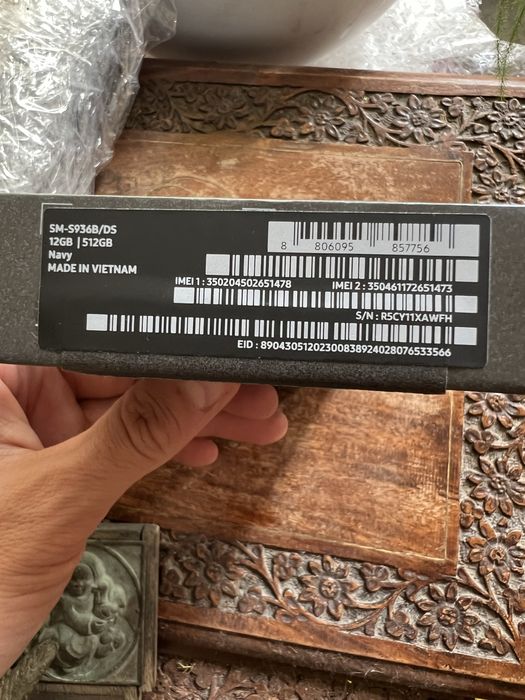 SM-S936B/DS
12GB | 512GB
Navy
MADE IN VIETNAM
8 806095 857756
IMEI 1 : 350204502651478 IMEI 2 : 350461172651473
S/N : R5CY11XAWFH
EID : 89043051202300838924028076533566